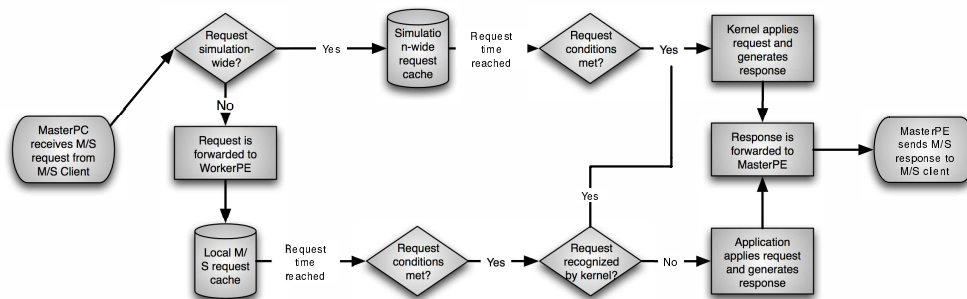 Request
simulation-
wide?
Yes
Simulatio
n-wide
request
cache
Request
time
reached
Request
conditions
met?
Yes
Kernel applies
request and
generates
response
No
MasterPC
receives M/S
request from
M/S Client
Request is
forwarded to
WorkerPE
Response is
forwarded to
MasterPE
MasterPE
sends M/S
response to
M/S client
Local M/
S request
cache
Request
time
reached
Request
conditions
met?
Yes
Request
recognized
by kernel?
Yes
No
Application
applies request
and generates
response